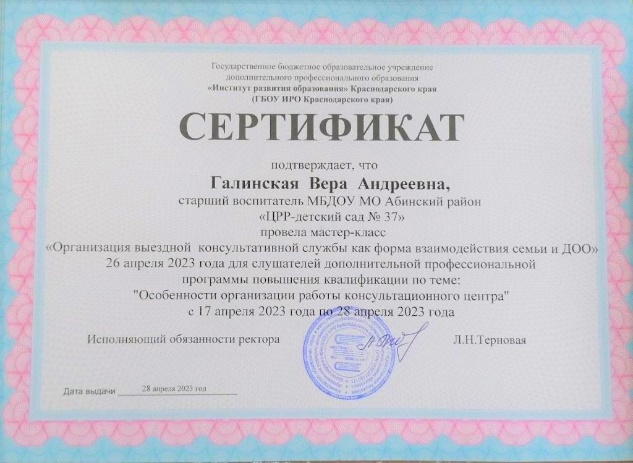 Государственное бюджетное образовательное учреждение
дополнительного профессионального образования
«Институт развития образования» Краснодарского края
(ГБОУ ИРО Краснодарского края)
СЕРТИФИКАТ
подтверждает, что
Галинская Вера Андреевна,
старший воспитатель МБДОУ МО Абинский район
«ЦРР-детский сад № 37»
провела мастер-класс
«Организация выездной консультативной службы как форма взаимодействия семьи и ДОО»
26 апреля 2023 года для слушателей дополнительной профессиональной
программы повышения квалификации по теме:
"Особенности организации работы консультационного центра"
с 17 апреля 2023 года по 28 апреля 2023 года
Исполняющий обязанности ректора Л.Н.Терновая
Дата выдачи 28 апреля 2023 год